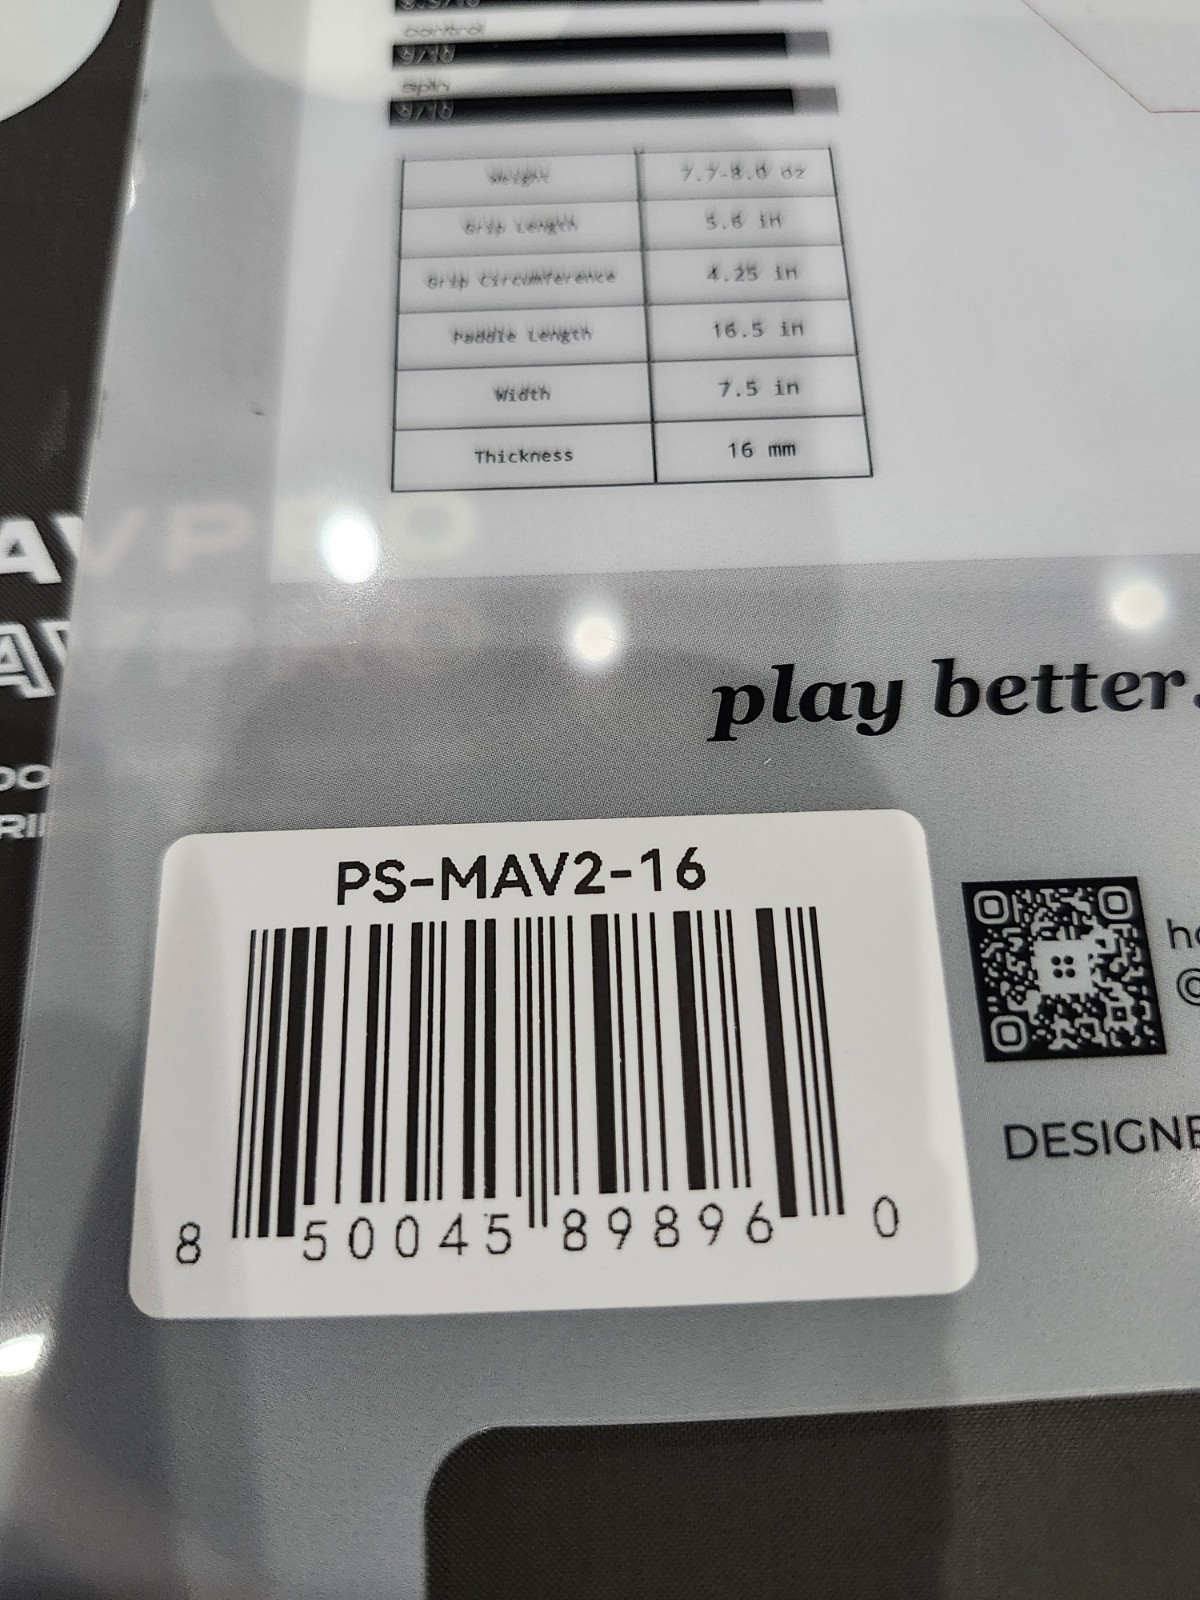 control
9/10
spin
9/10
Weight 7.7-8.0 oz
Grip Length 5.6 in
Grip Circumference 4.25 in
Paddle Length 16.5 in
Width 7.5 in
Thickness 16 mm
play better.
PS-MAV2-16
8 50045 89896 0